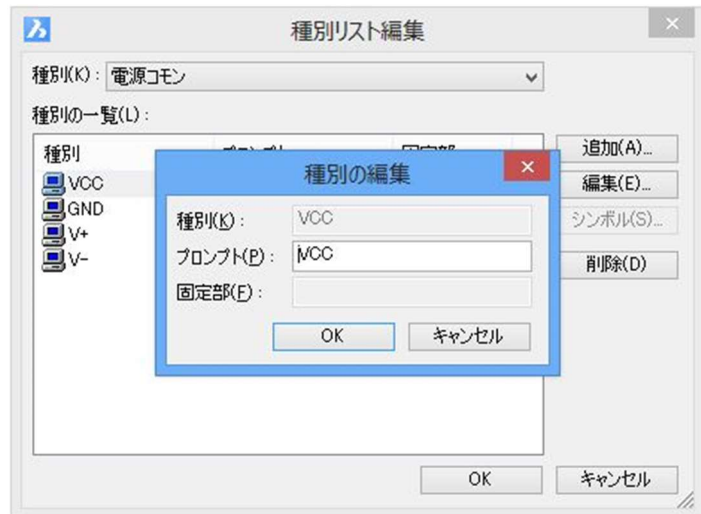 種別リスト編集
種別(K): 電源コモン
種別の一覧(L):
種別
VCC
GND
V+
V-
追加(A)...
編集(E)...
シンボル(S)...
削除(D)
種別の編集
種別(K): VCC
プロンプト(P): VCC
固定部(F):
OK キャンセル
OK キャンセル